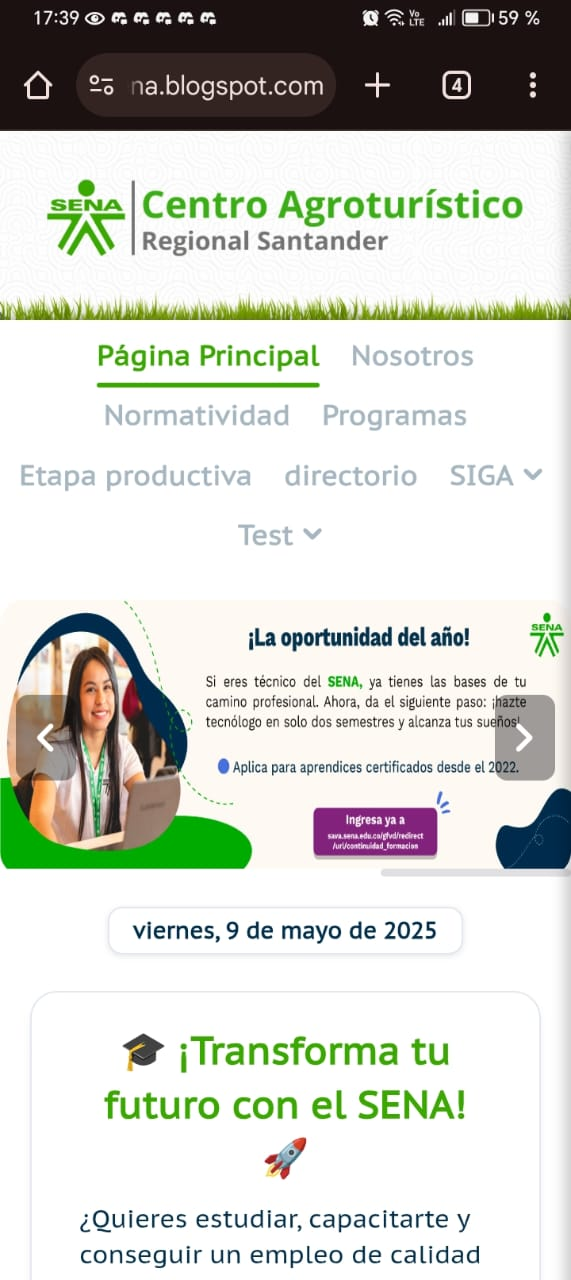 17:39
Vo
LTE
59 %
na.blogspot.com
4
SENA
Centro Agroturístico
Regional Santander
Página Principal
Nosotros
Normatividad
Programas
Etapa productiva
directorio
SIGA
Test
¡La oportunidad del año!
SENA
Si eres técnico del SENA, ya tienes las bases de tu
camino profesional. Ahora, da el siguiente paso: ¡hazte
tecnólogo en solo dos semestres y alcanza tus sueños!
Aplica para aprendices certificados desde el 2022.
Ingresa ya a
sava.sena.edu.co/gfvd/redirect
/url/continuidad_formacion
viernes, 9 de mayo de 2025
🎓 ¡Transforma tu
futuro con el SENA!
🚀
¿Quieres estudiar, capacitarte y
conseguir un empleo de calidad